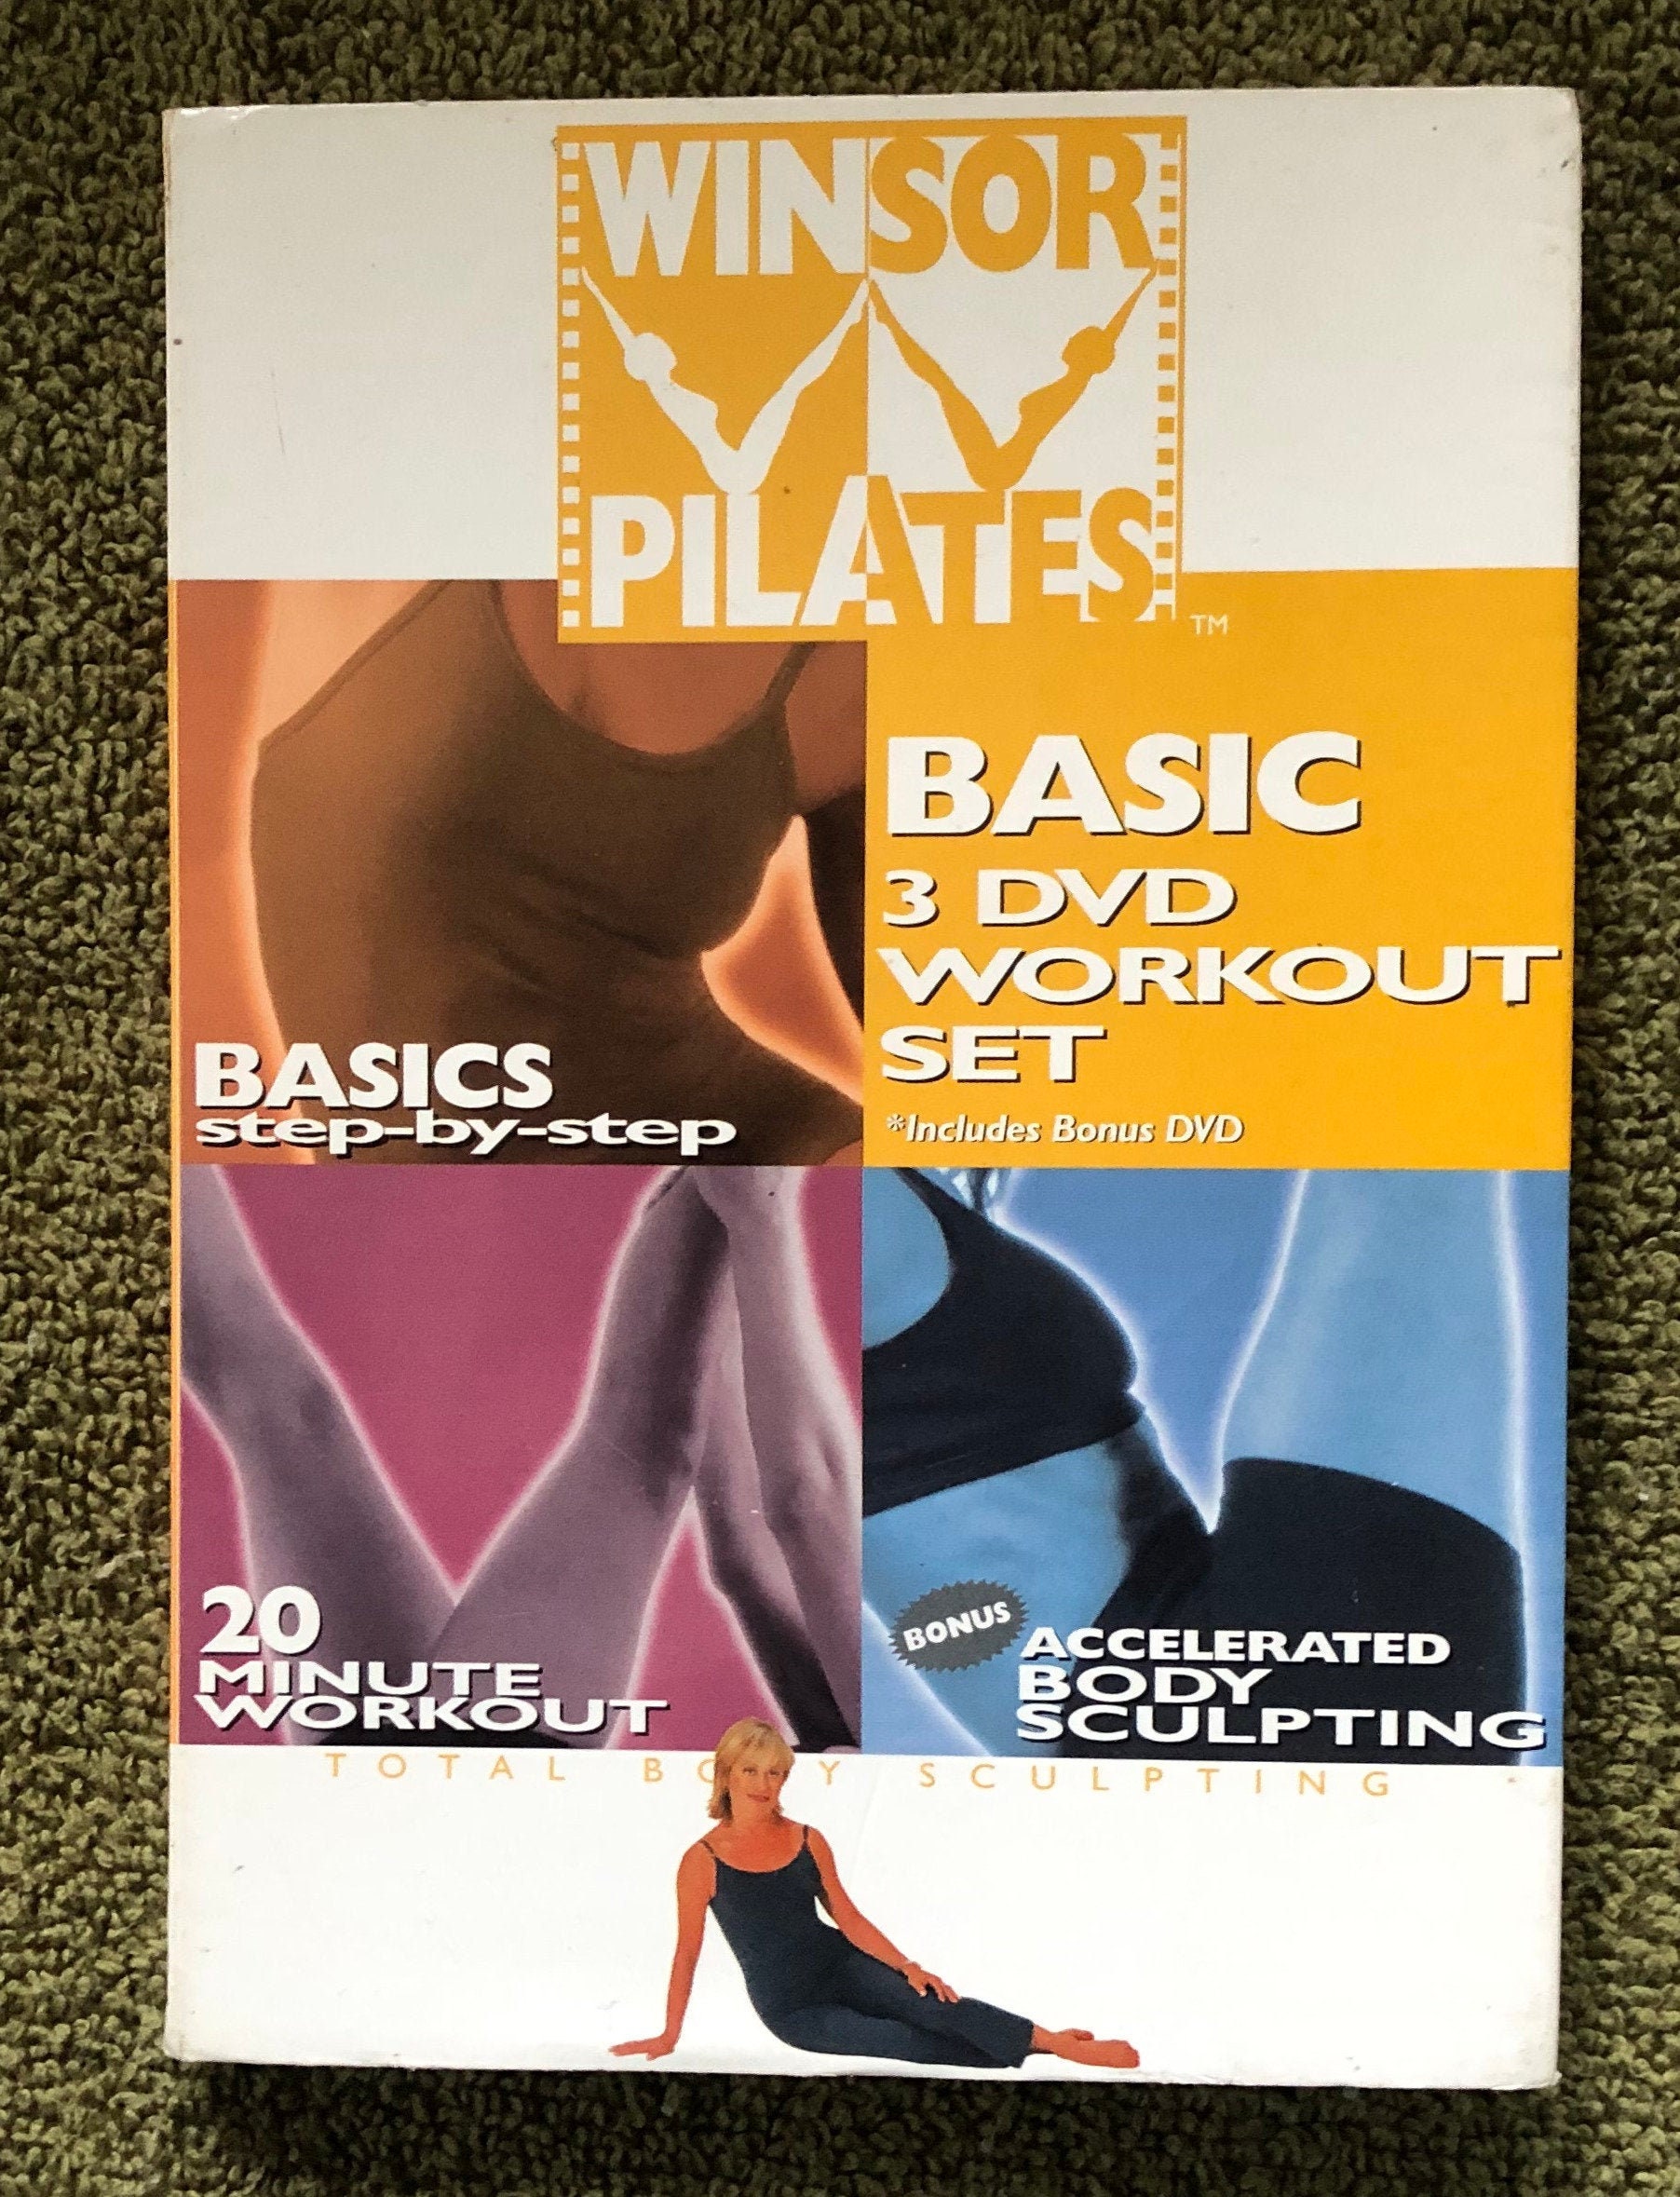 WINSOR
PILATES
TM
BASIC
3 DVD
WORKOUT
SET
*Includes Bonus DVD
BASICS
step-by-step
20
MINUTE
WORKOUT
BONUS
ACCELERATED
BODY
SCULPTING
TOTAL BODY SCULPTING